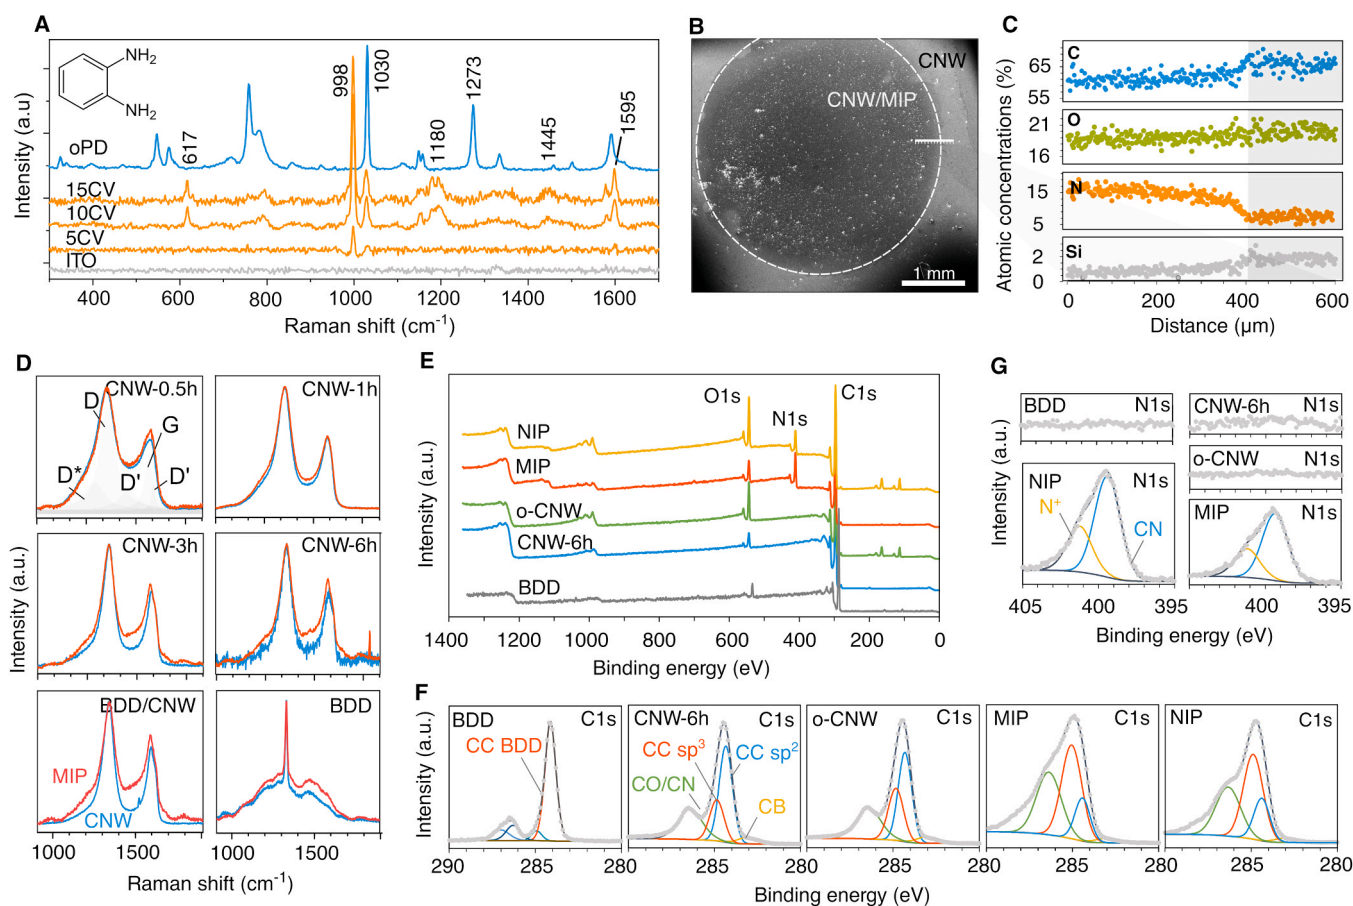 A
NH2
NH2
oPD
617
998
1030
1180
1273
1445
1595
15CV
10CV
5CV
ITO
Intensity (a.u)
400 600 800 1000 1200 1400 1600
Raman shift (cm-1)
B
CNW
CNW/MIP
1 mm
C
C
65
55
O
21
16
N
15
5
Si
2
0
Atomic concentrations (%)
0 200 400 600
Distance (µm)
D
CNW-0.5h
D
G
D*
D'
D'
CNW-1h
CNW-3h
CNW-6h
BDD/CNW
MIP
CNW
BDD
Intensity (a.u.)
1000 1500 1000 1500
Raman shift (cm-1)
E
O1s
N1s
C1s
NIP
MIP
o-CNW
CNW-6h
BDD
Intensity (a.u.)
1400 1200 1000 800 600 400 200 0
Binding energy (eV)
F
BDD
C1s
CC BDD
CNW-6h
C1s
CC sp3
CC sp2
CO/CN
CB
o-CNW
C1s
MIP
C1s
NIP
C1s
Intensity (a.u.)
290 285 280 285 280 285 280 285 280 285 280
Binding energy (eV)
G
BDD N1s
CNW-6h N1s
o-CNW N1s
NIP N1s
N+
CN
MIP N1s
Intensity (a.u.)
405 400 395 400 395
Binding energy (eV)